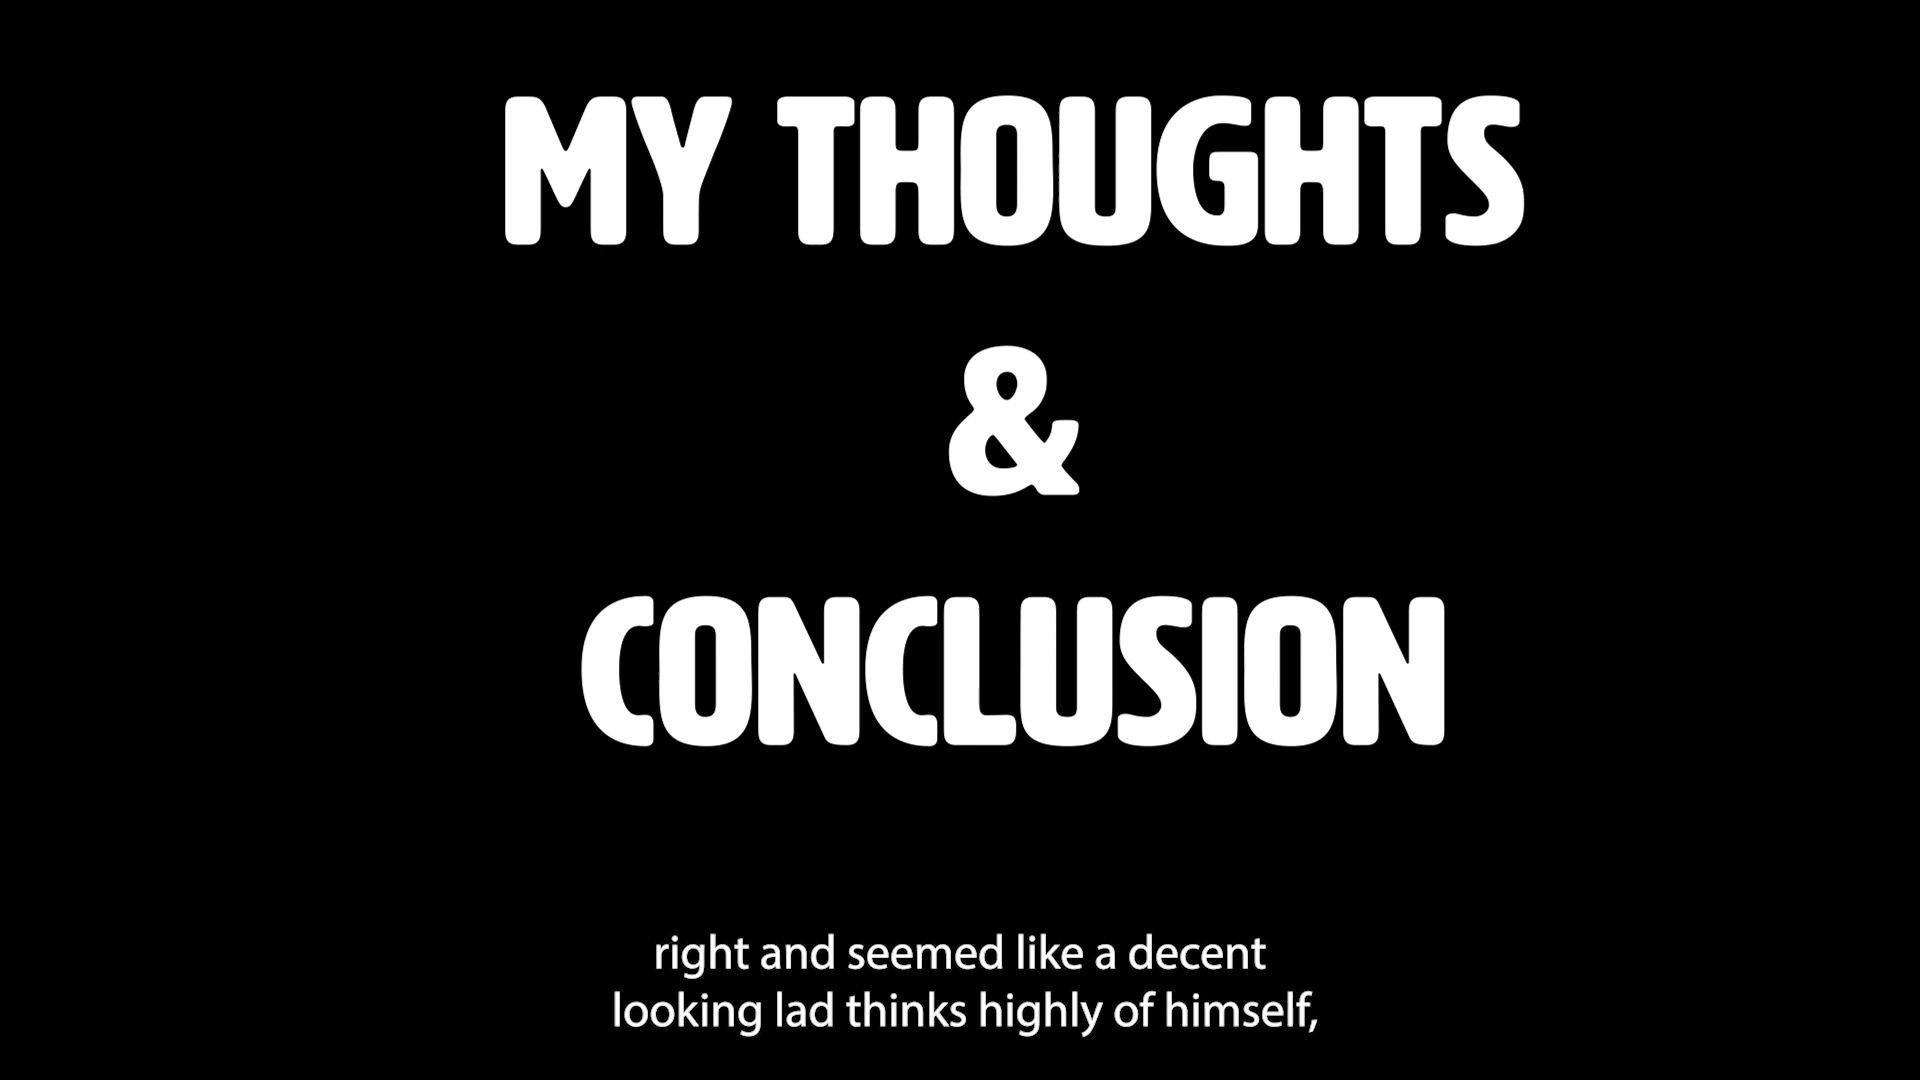 MY THOUGHTS
&
CONCLUSION
right and seemed like a decent
looking lad thinks highly of himself,